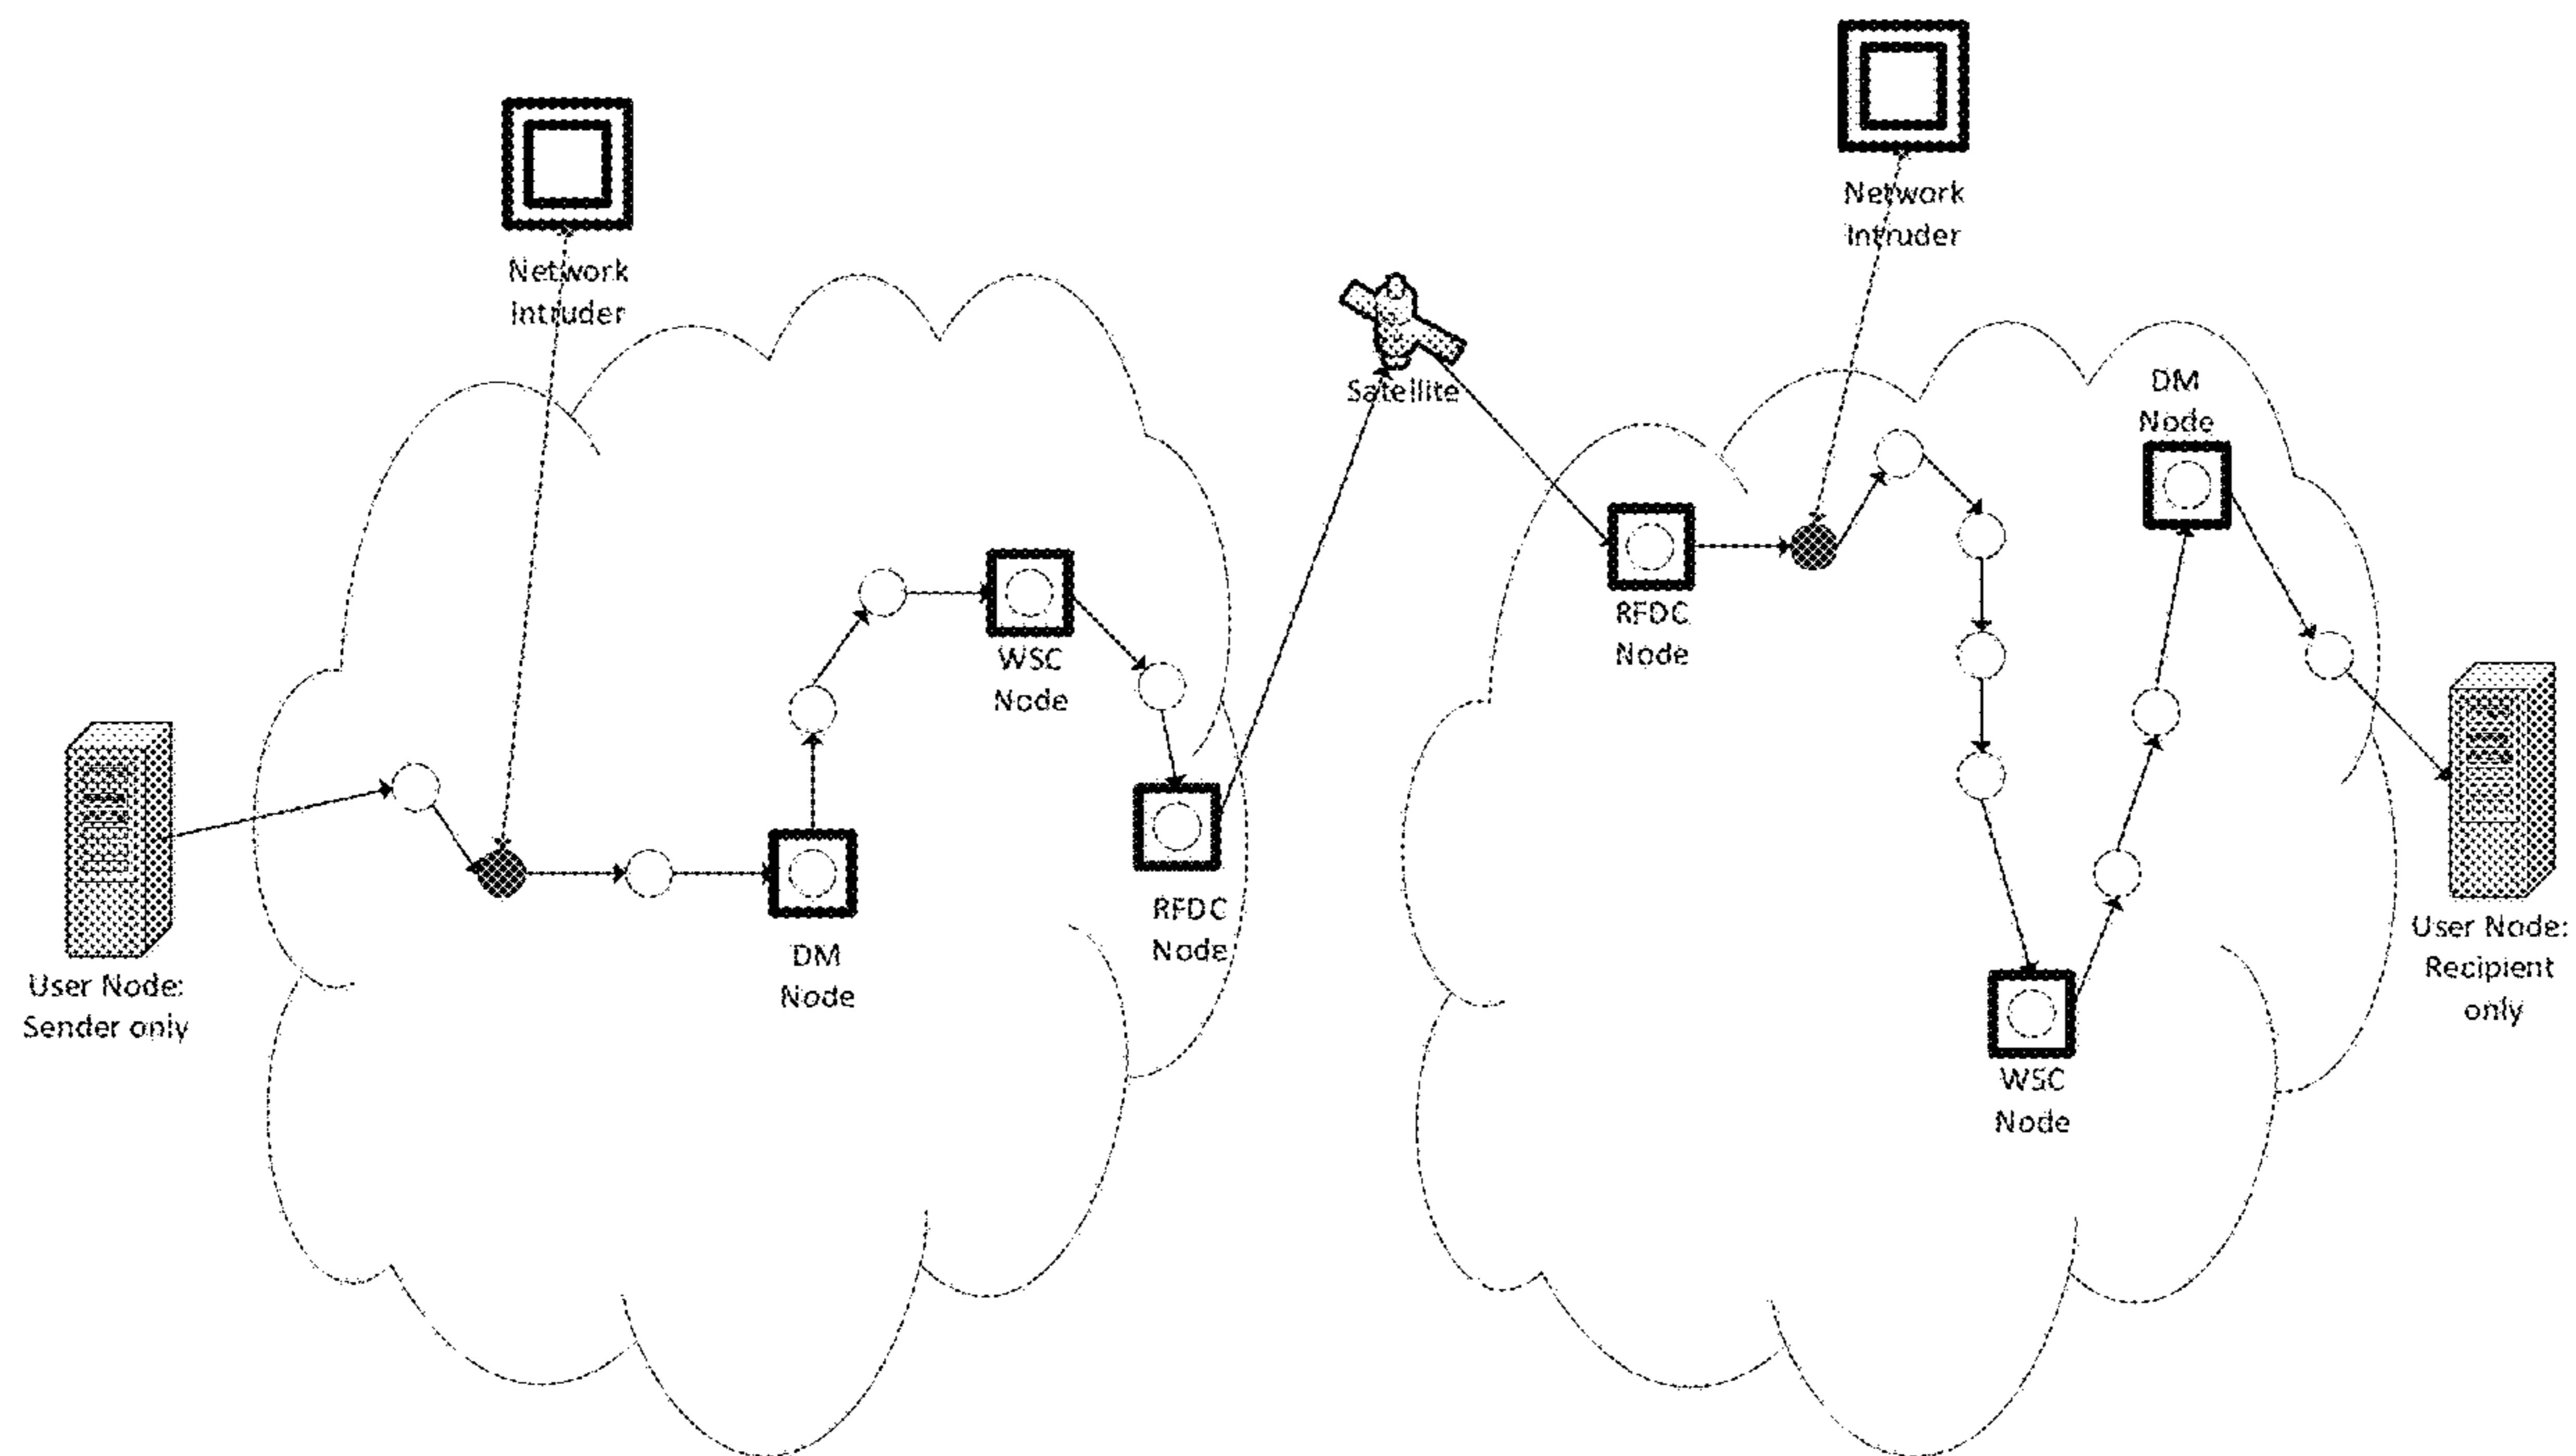 Network
Intruder
Network
Intruder
Satellite
DM
Node
WSC
Node
RFDC
Node
DM
Node
RFDC
Node
WSC
Node
User Node:
Sender only
User Node:
Recipient
only